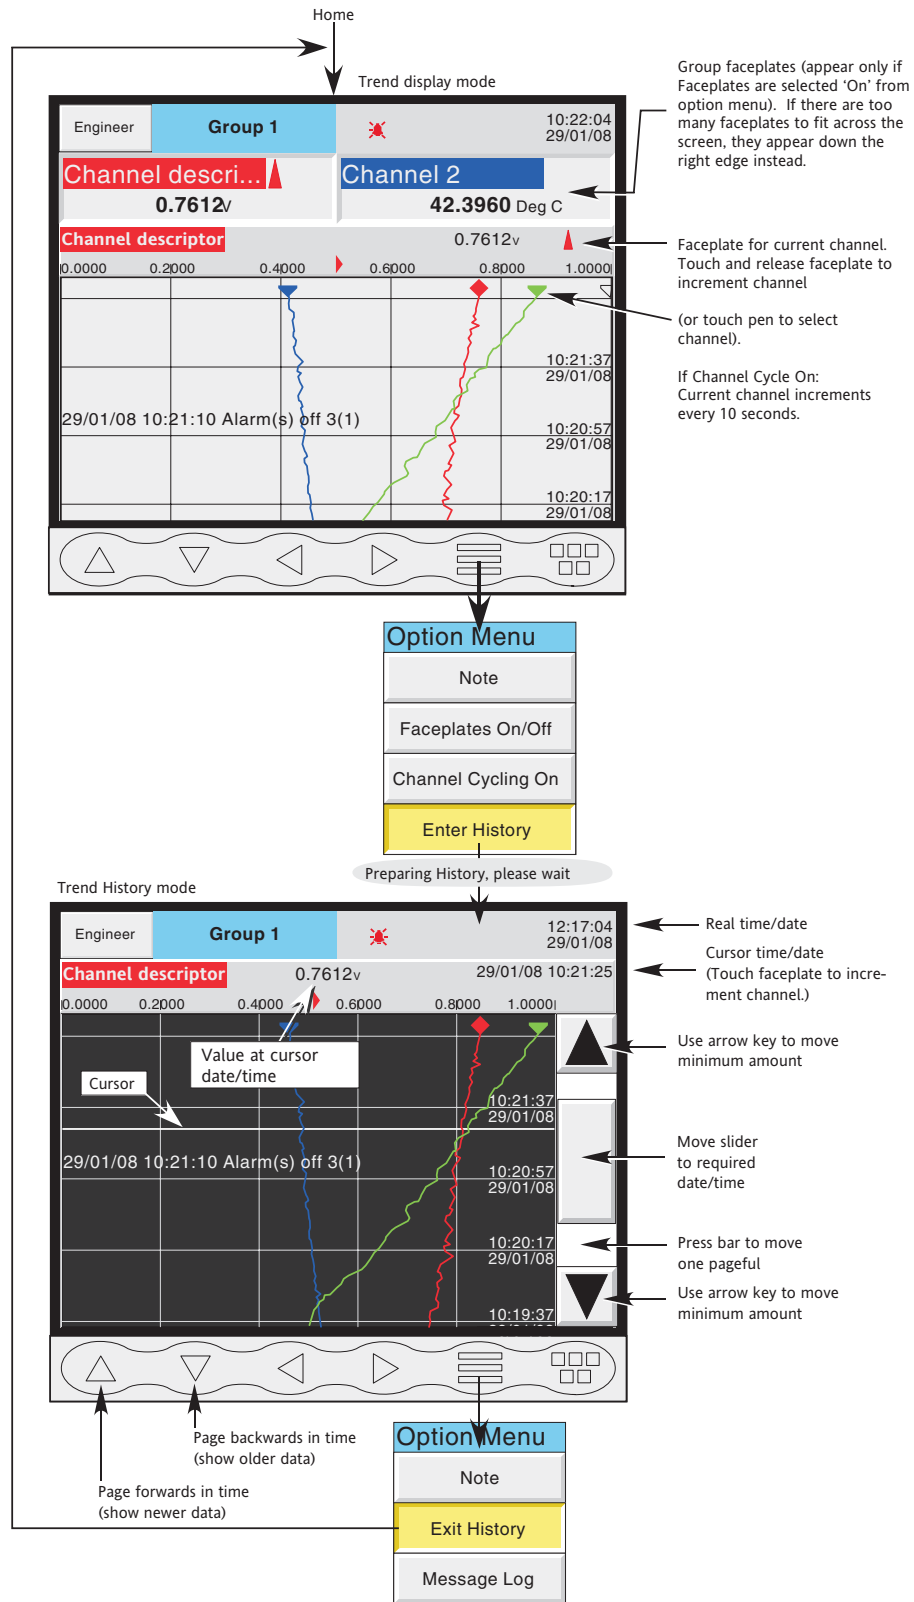 Home
Trend display mode
Engineer
Group 1
10:22:04
29/01/08
Channel descri...
0.7612V
Channel 2
42.3960 Deg C
Channel descriptor
0.7612V
0.0000 0.2000 0.4000 0.6000 0.8000 1.0000
10:21:37
29/01/08
29/01/08 10:21:10 Alarm(s) off 3(1)
10:20:57
29/01/08
10:20:17
29/01/08
Group faceplates (appear only if
Faceplates are selected ‘On’ from
option menu). If there are too
many faceplates to fit across the
screen, they appear down the
right edge instead.
Faceplate for current channel.
Touch and release faceplate to
increment channel
(or touch pen to select
channel).
If Channel Cycle On:
Current channel increments
every 10 seconds.
Option Menu
Note
Faceplates On/Off
Channel Cycling On
Enter History
Preparing History, please wait
Trend History mode
Engineer
Group 1
12:17:04
29/01/08
Channel descriptor
0.7612V
29/01/08 10:21:25
0.0000 0.2000 0.4000 0.6000 0.8000 1.0000
Value at cursor
date/time
Cursor
10:21:37
29/01/08
29/01/08 10:21:10 Alarm(s) off 3(1)
10:20:57
29/01/08
10:20:17
29/01/08
10:19:37
Real time/date
Cursor time/date
(Touch faceplate to incre-
ment channel.)
Use arrow key to move
minimum amount
Move slider
to required
date/time
Press bar to move
one pageful
Use arrow key to move
minimum amount
Page backwards in time
(show older data)
Page forwards in time
(show newer data)
Option Menu
Note
Exit History
Message Log